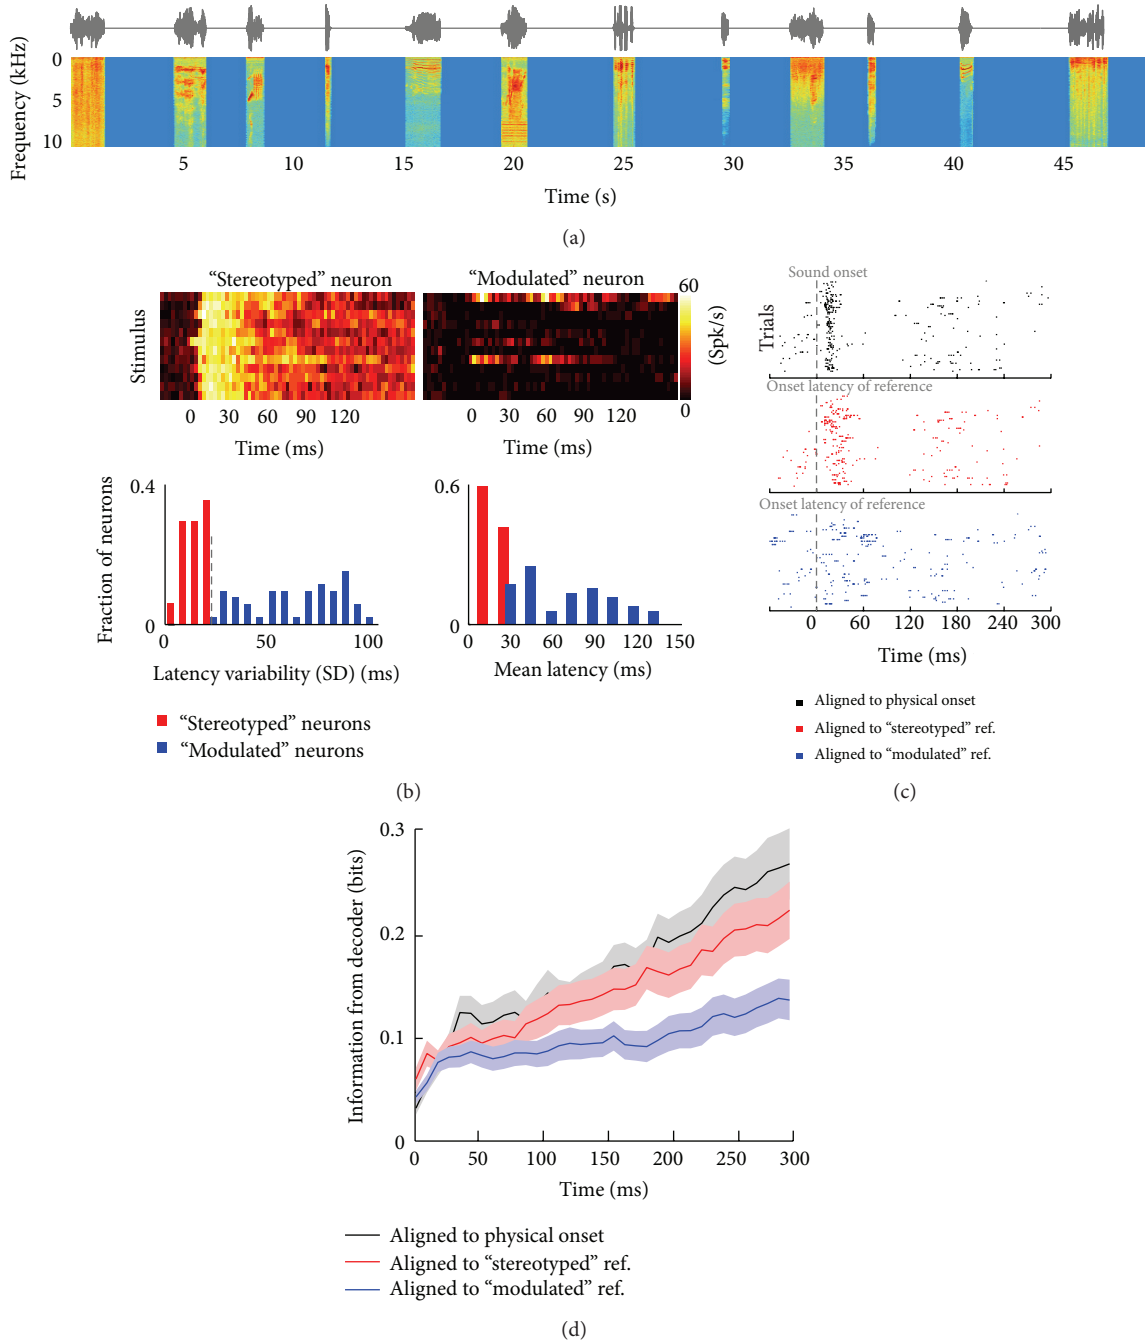 Frequency (kHz)
0
5
10
5 10 15 20 25 30 35 40 45
Time (s)
(a)
“Stereotyped” neuron
“Modulated” neuron
Stimulus
0 30 60 90 120
Time (ms)
0 30 60 90 120
Time (ms)
60
(Spk/s)
0
Fraction of neurons
0.4
0
0 50 100
Latency variability (SD) (ms)
0.6
0
0 30 60 90 120 150
Mean latency (ms)
“Stereotyped” neurons
“Modulated” neurons
(b)
Sound onset
Trials
Onset latency of reference
Onset latency of reference
0 60 120 180 240 300
Time (ms)
Aligned to physical onset
Aligned to “stereotyped” ref.
Aligned to “modulated” ref.
(c)
Information from decoder (bits)
0.3
0.2
0.1
0
0 50 100 150 200 250 300
Time (ms)
Aligned to physical onset
Aligned to “stereotyped” ref.
Aligned to “modulated” ref.
(d)